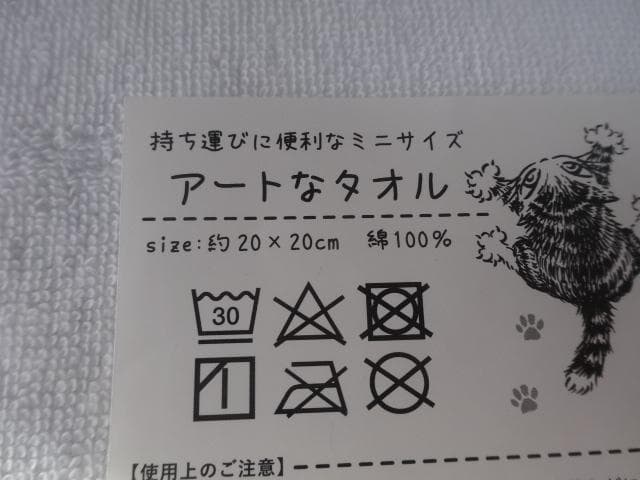 持ち運びに便利なミニサイズ
アートなタオル
size:約20×20cm 綿100%
30
【使用上のご注意】